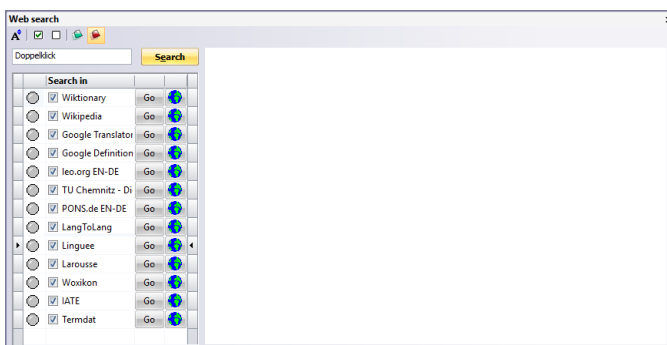 Web search
A
Doppelklick Search
Search in
Wiktionary Go
Wikipedia Go
Google Translator Go
Google Definition Go
leo.org EN-DE Go
TU Chemnitz - Di Go
PONS.de EN-DE Go
LangToLang Go
Linguee Go
Larousse Go
Woxikon Go
IATE Go
Termdat Go